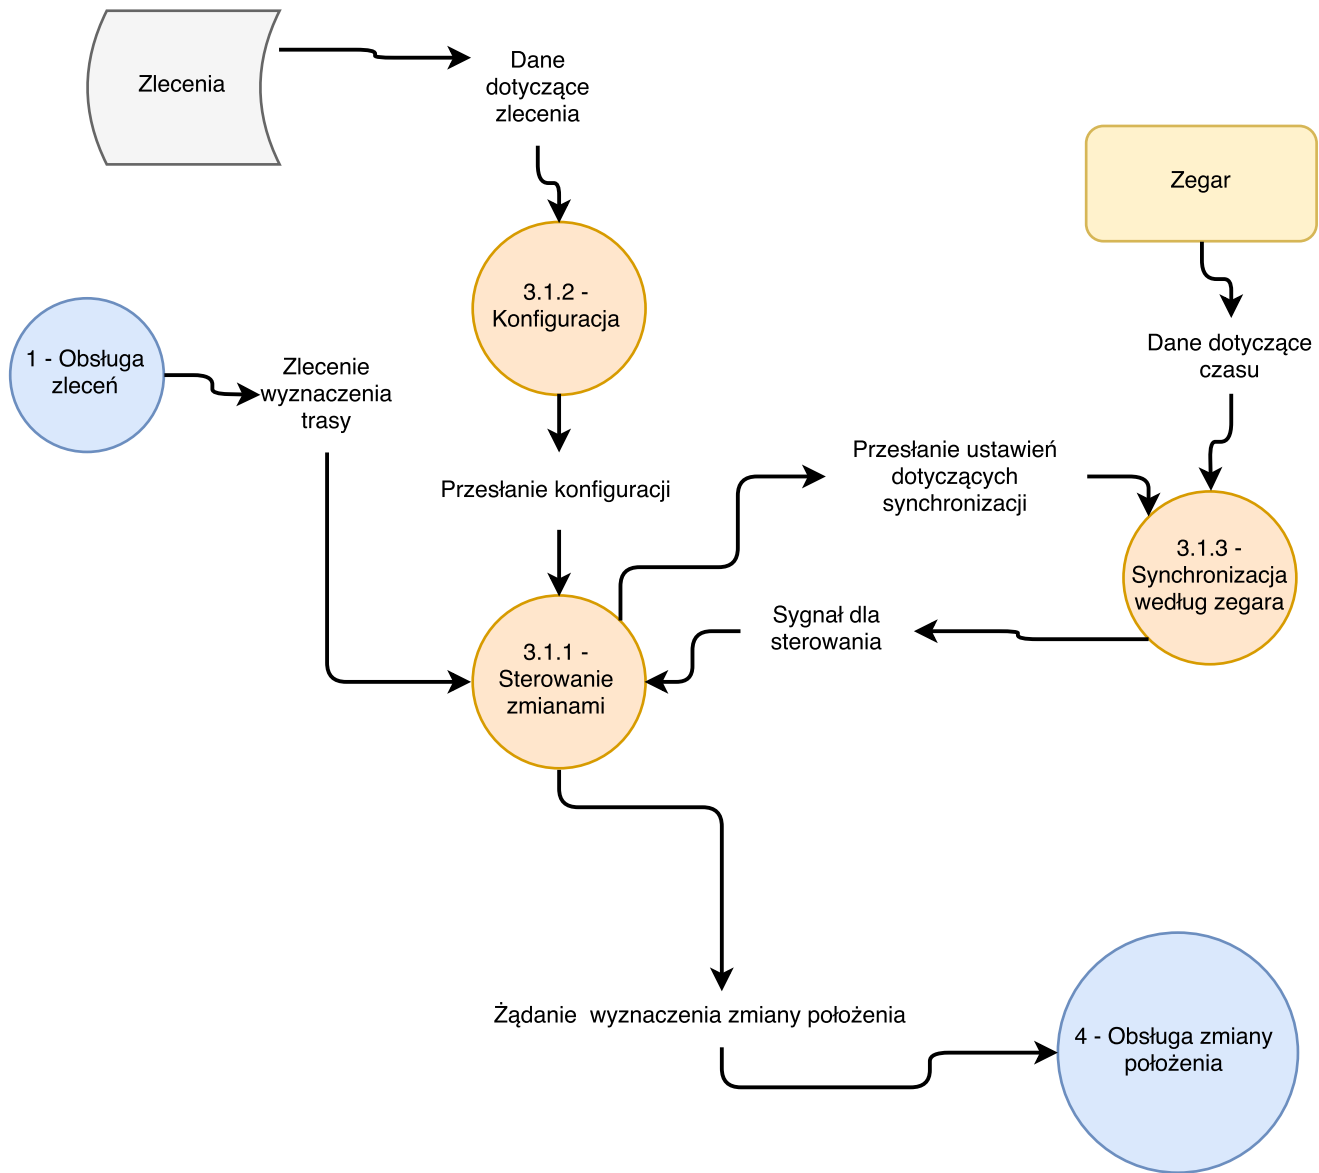 Zlecenia
Dane
dotyczące
zlecenia
Zegar
3.1.2 -
Konfiguracja
1 - Obsługa
zleceń
Zlecenie
wyznaczenia
trasy
Dane dotyczące
czasu
Przesłanie konfiguracji
Przesłanie ustawień
dotyczących
synchronizacji
3.1.3 -
Synchronizacja
według zegara
Sygnał dla
sterowania
3.1.1 -
Sterowanie
zmianami
Żądanie  wyznaczenia zmiany położenia
4 - Obsługa zmiany
położenia